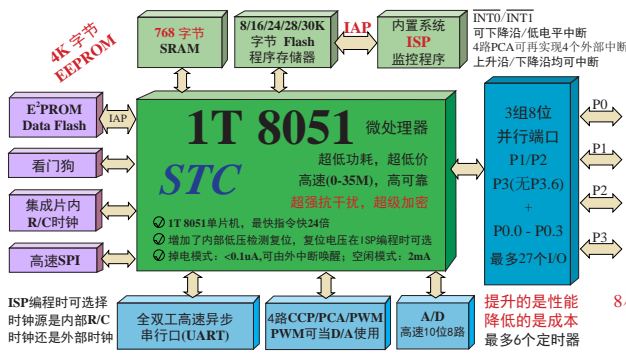 4K 字节
EEPROM
768 字节
SRAM
8/16/24/28/30K
字节 Flash
程序存储器
IAP
内置系统
ISP
监控程序
INT0/INT1
可下降沿/低电平中断
4路PCA可再实现4个外部中断
上升沿/下降沿均可中断
E²PROM
Data Flash
IAP
看门狗
集成片内
R/C时钟
高速SPI
1T 8051 微处理器
STC
超低功耗，超低价
高速(0-35M)，高可靠
超强抗干扰，超级加密
1T 8051单片机，最快指令快24倍
增加了内部低压检测复位，复位电压在ISP编程时可选
掉电模式：<0.1uA,可由外中断唤醒；空闲模式：2mA
3组8位
并行端口
P1/P2
P3(无P3.6)
+
P0.0 - P0.3
最多27个I/O
P0
P1
P2
P3
ISP编程时可选择
时钟源是内部R/C
时钟还是外部时钟
全双工高速异步
串行口(UART)
4路CCP/PCA/PWM
PWM可当D/A使用
A/D
高速10位8路
提升的是性能
降低的是成本
最多6个定时器
8